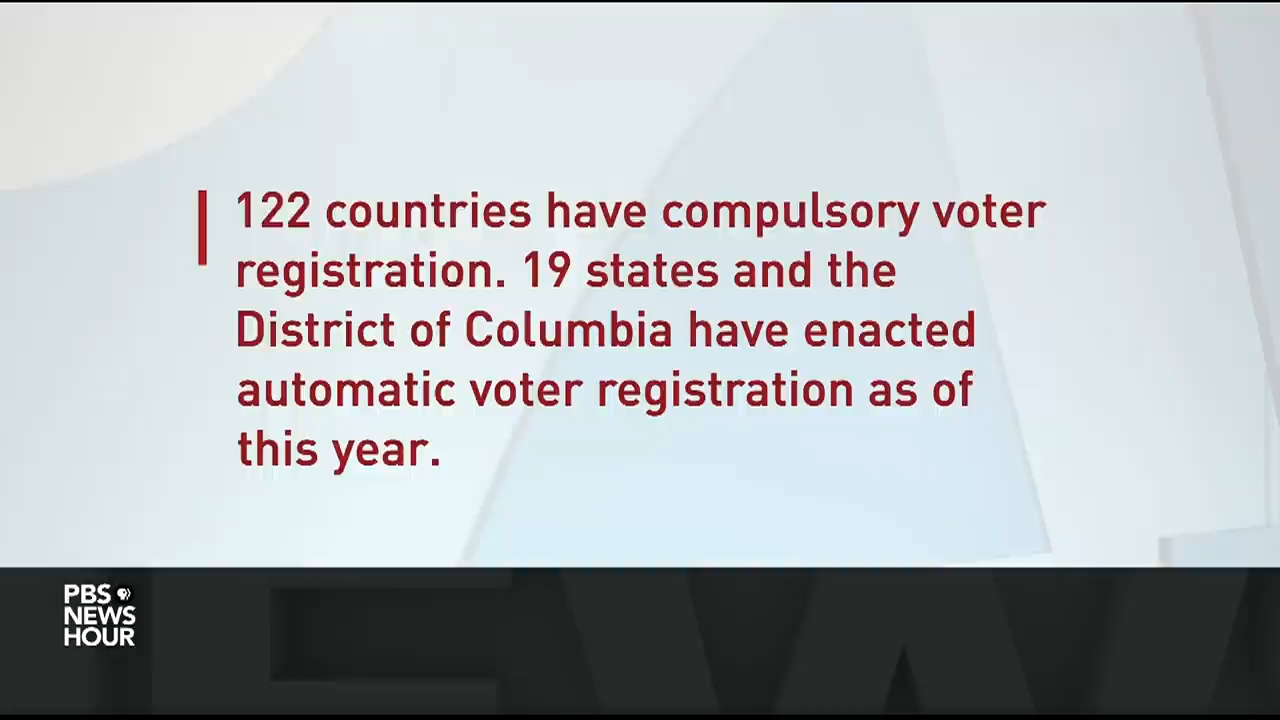 122 countries have compulsory voter
registration. 19 states and the
District of Columbia have enacted
automatic voter registration as of
this year.
PBS
NEWS
HOUR